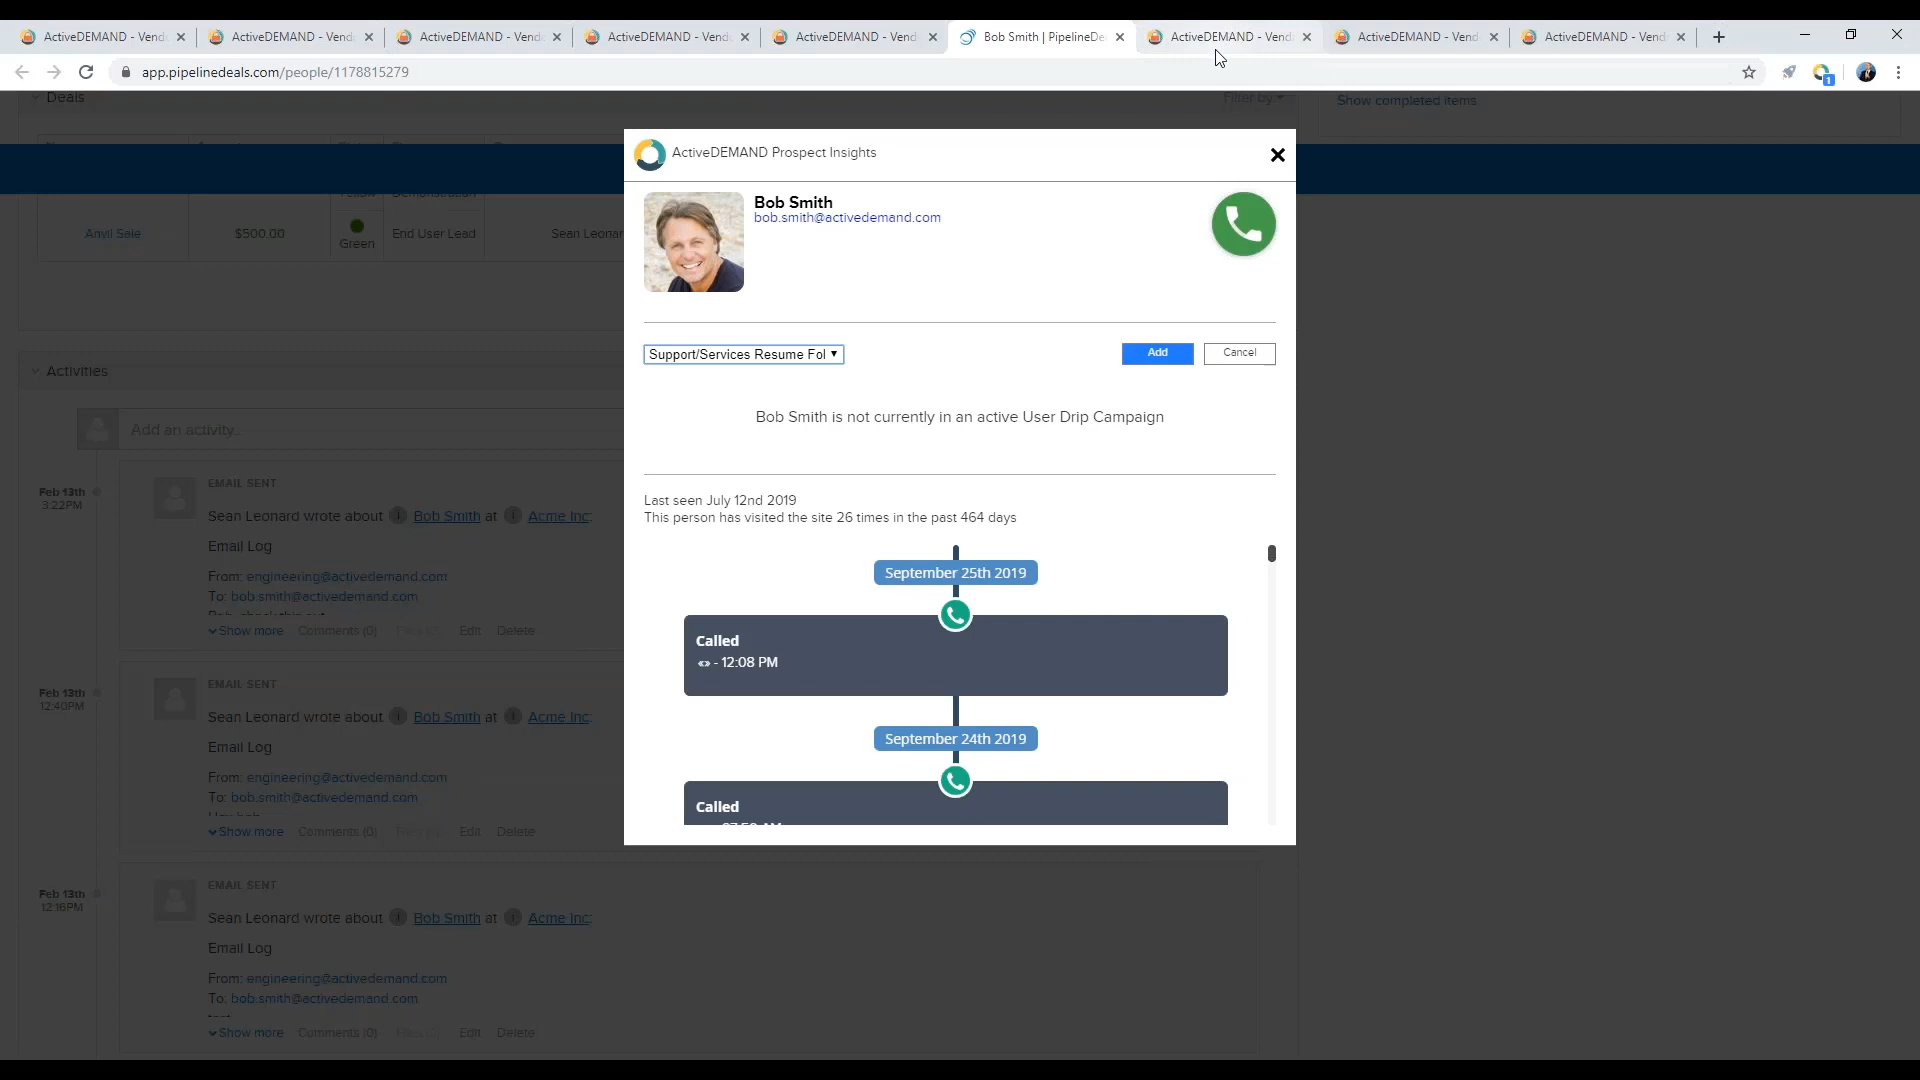 ActiveDEMAND - Vend
ActiveDEMAND - Vend
ActiveDEMAND - Vend
ActiveDEMAND - Vend
ActiveDEMAND - Vend
Bob Smith | PipelineDe
ActiveDEMAND - Vend
ActiveDEMAND - Vend
ActiveDEMAND - Vend
app.pipelinedeals.com/people/1178815279
1
Deals
Filter by
Show completed items
ActiveDEMAND Prospect Insights
Bob Smith
bob.smith@activedemand.com
Demonstration
Anvil Sale
$500.00
Green
End User Lead
Sean Leonar
Support/Services Resume Fol
Add
Cancel
Bob Smith is not currently in an active User Drip Campaign
Last seen July 12nd 2019
This person has visited the site 26 times in the past 464 days
September 25th 2019
Called
<> - 12:08 PM
September 24th 2019
Called
Activities
Add an activity...
Feb 13th
3:22PM
EMAIL SENT
Sean Leonard wrote about Bob Smith at Acme Inc:
Email Log
From: engineering@activedemand.com
To: bob.smith@activedemand.com
Show more Comments (0) Edit Delete
Feb 13th
12:40PM
EMAIL SENT
Sean Leonard wrote about Bob Smith at Acme Inc:
Email Log
From: engineering@activedemand.com
To: bob.smith@activedemand.com
Show more Comments (0) Edit Delete
Feb 13th
12:16PM
EMAIL SENT
Sean Leonard wrote about Bob Smith at Acme Inc:
Email Log
From: engineering@activedemand.com
To: bob.smith@activedemand.com
Show more Comments (0) Edit Delete